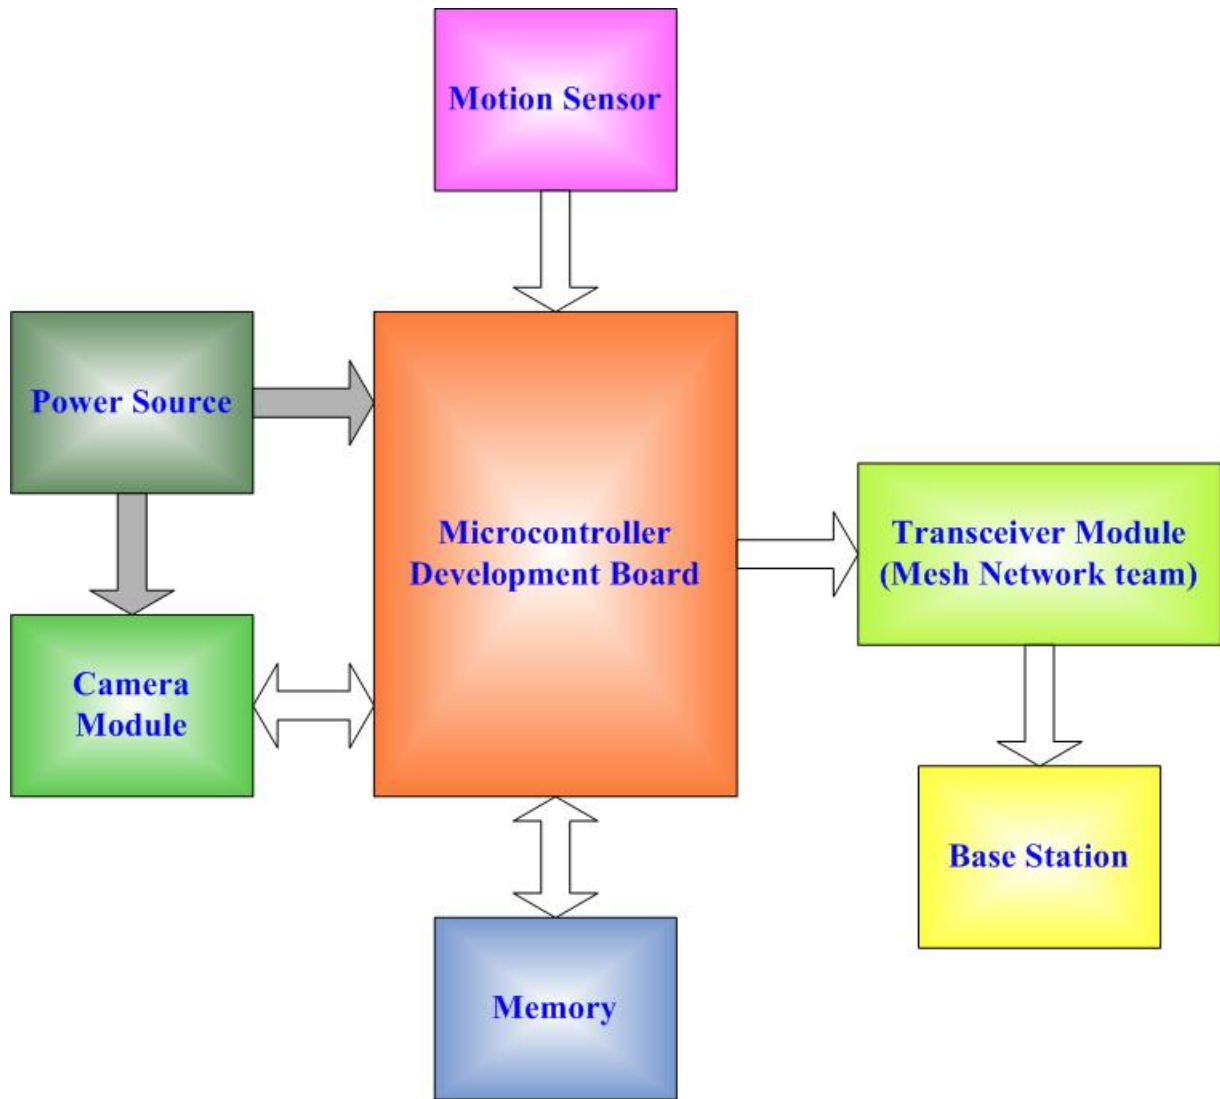 Motion Sensor
Power Source
Microcontroller
Development Board
Transceiver Module
(Mesh Network team)
Camera
Module
Base Station
Memory